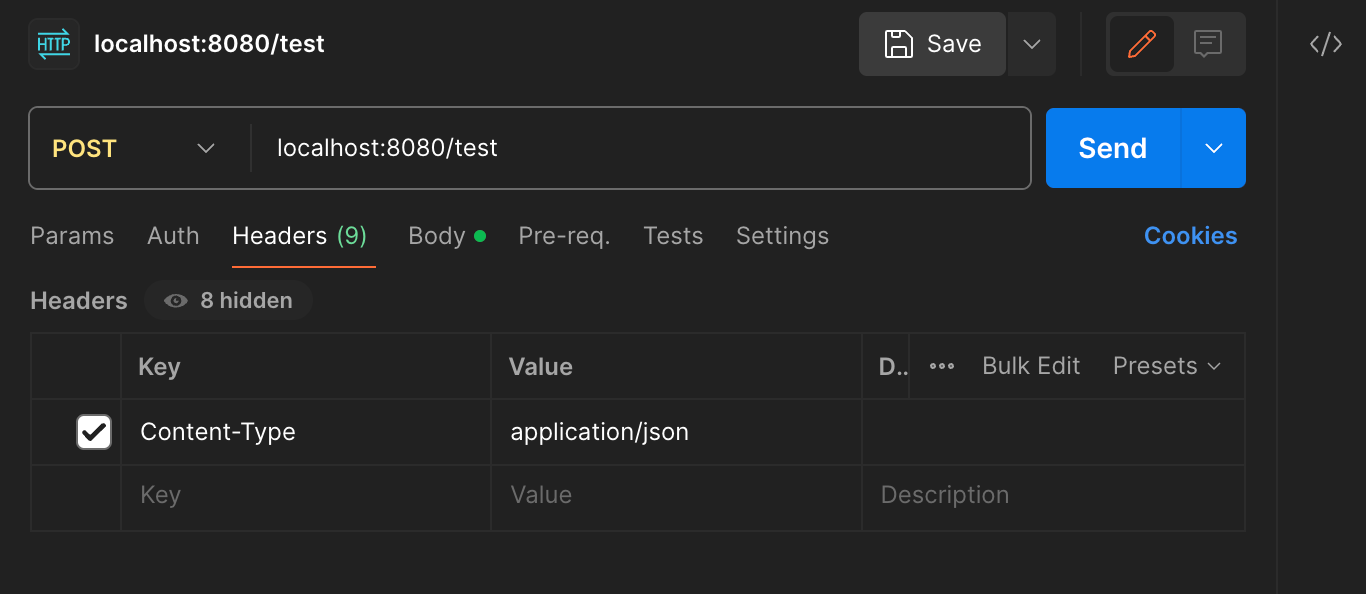 HTTP localhost:8080/test Save
POST localhost:8080/test Send
Params Auth Headers (9) Body Pre-req. Tests Settings Cookies
Headers 8 hidden
Key Value D.. Bulk Edit Presets
Content-Type application/json
Key Value Description